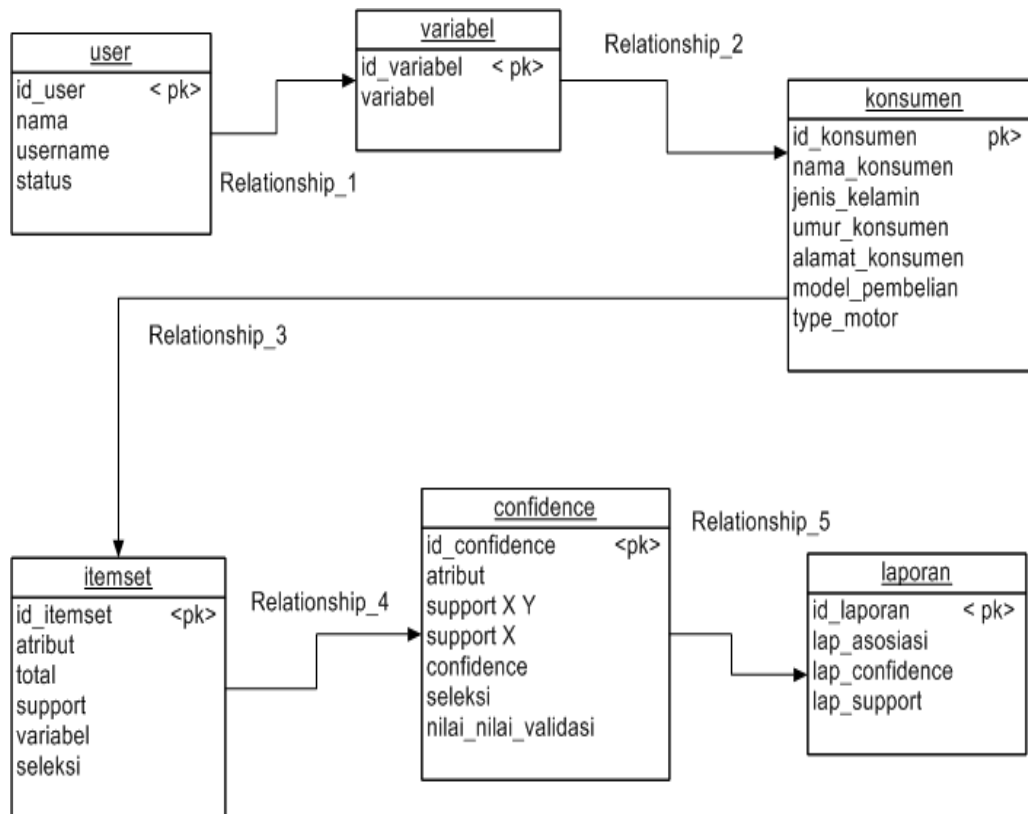 user
id_user < pk>
nama
username
status
Relationship_1
variabel
id_variabel < pk>
variabel
Relationship_2
konsumen
id_konsumen pk>
nama_konsumen
jenis_kelamin
umur_konsumen
alamat_konsumen
model_pembelian
type_motor
Relationship_3
itemset
id_itemset <pk>
atribut
total
support
variabel
seleksi
Relationship_4
confidence
id_confidence <pk>
atribut
support X Y
support X
confidence
seleksi
nilai_nilai_validasi
Relationship_5
laporan
id_laporan < pk>
lap_asosiasi
lap_confidence
lap_support